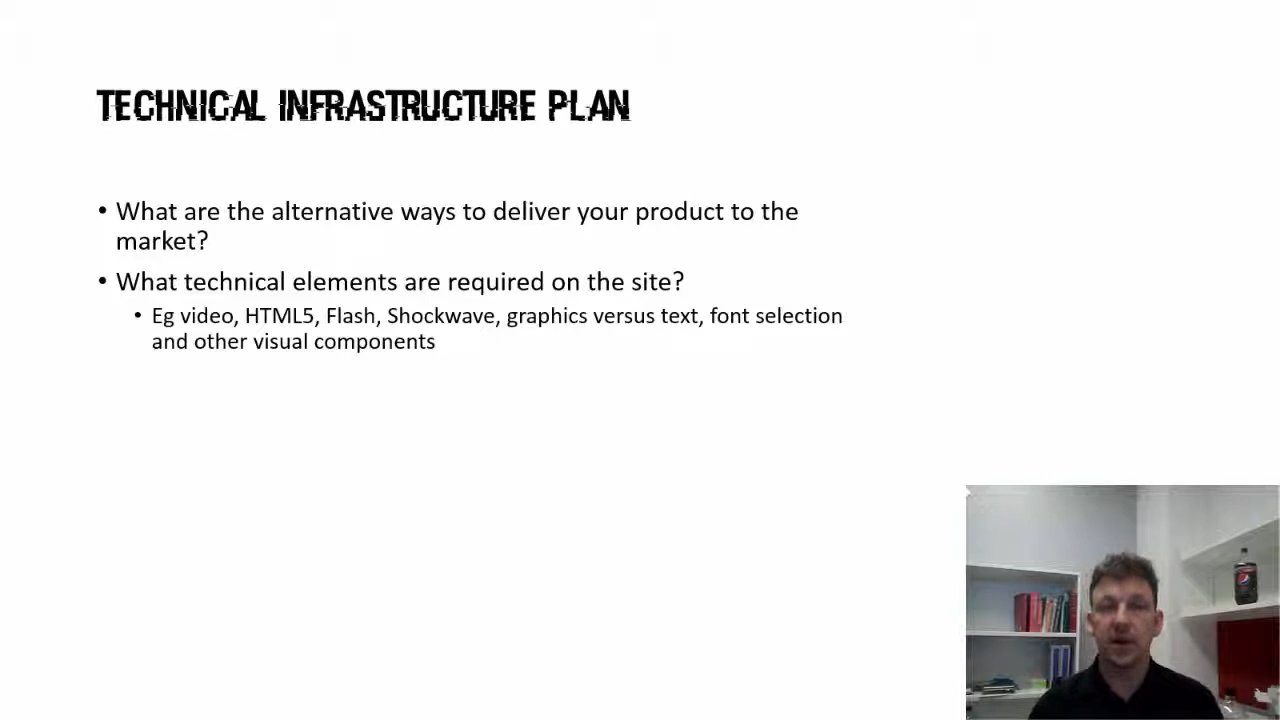 TECHNICAL INFRASTRUCTURE PLAN
• What are the alternative ways to deliver your product to the
market?
• What technical elements are required on the site?
• Eg video, HTML5, Flash, Shockwave, graphics versus text, font selection
and other visual components